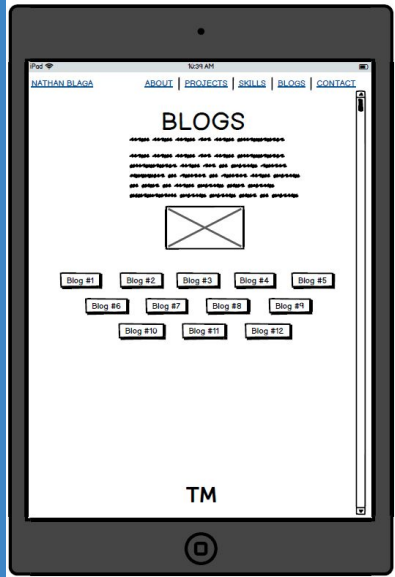 iPad 10:39 AM
NATHAN BLAGA ABOUT PROJECTS SKILLS BLOGS CONTACT
BLOGS
Blog #1 Blog #2 Blog #3 Blog #4 Blog #5
Blog #6 Blog #7 Blog #8 Blog #9
Blog #10 Blog #11 Blog #12
TM